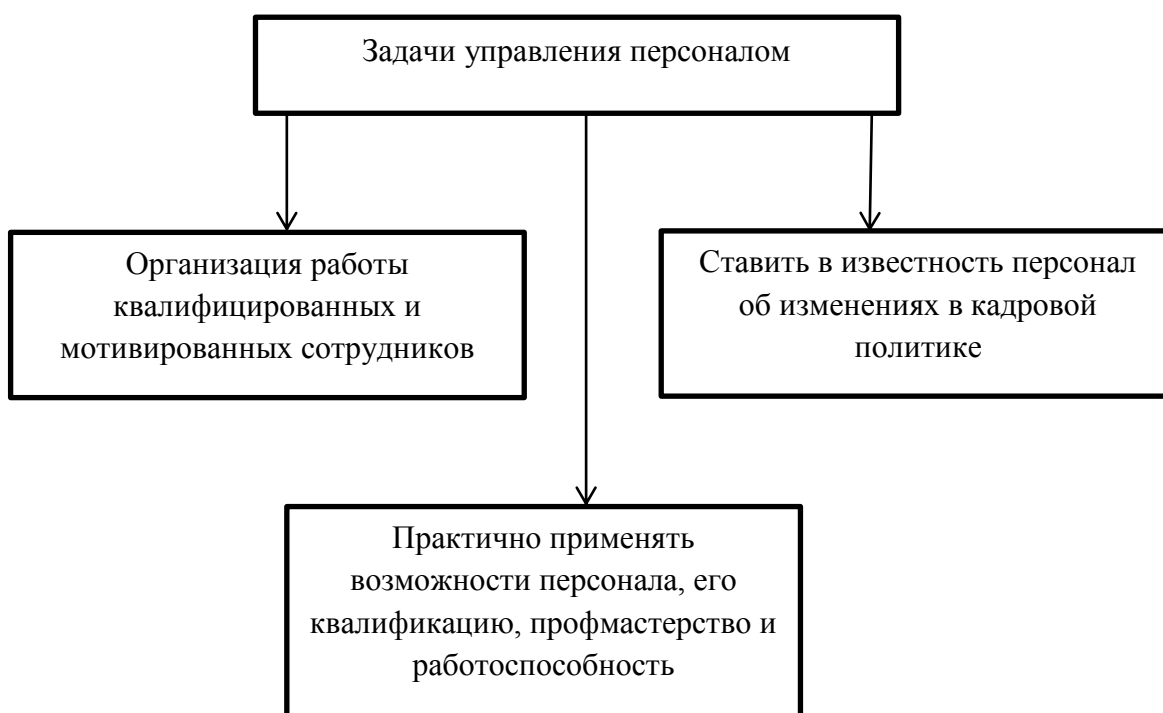 Задачи управления персоналом
Организация работы
квалифицированных и
мотивированных сотрудников
Ставить в известность персонал
об изменениях в кадровой
политике
Практично применять
возможности персонала, его
квалификацию, профмастерство и
работоспособность